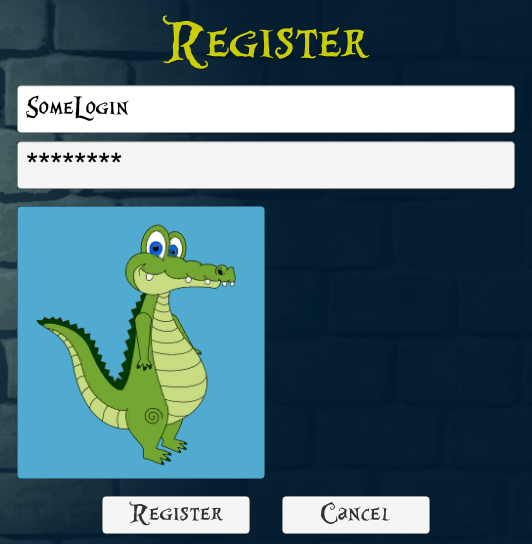 Register
SomeLogin
********
Register
Cancel